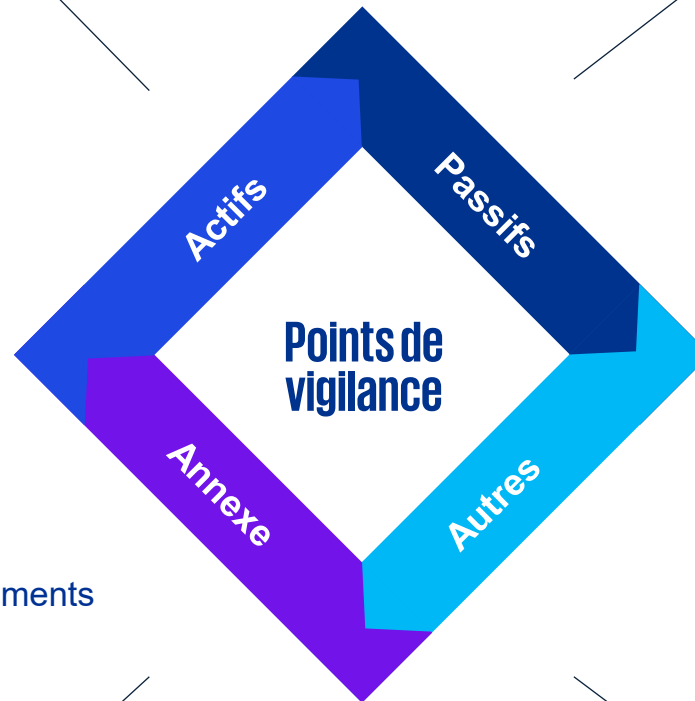 Actifs
Passifs
Points de
vigilance
Annexe
Autres
ments